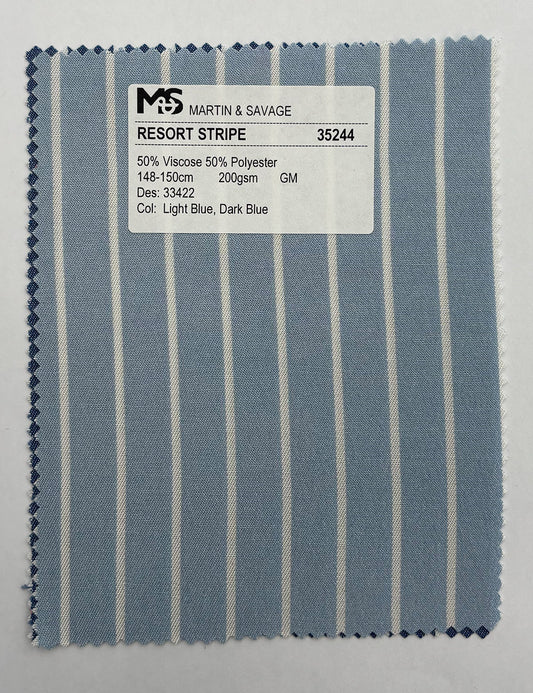 M&S MARTIN & SAVAGE
RESORT STRIPE 35244
50% Viscose 50% Polyester
148-150cm 200gsm GM
Des: 33422
Col: Light Blue, Dark Blue